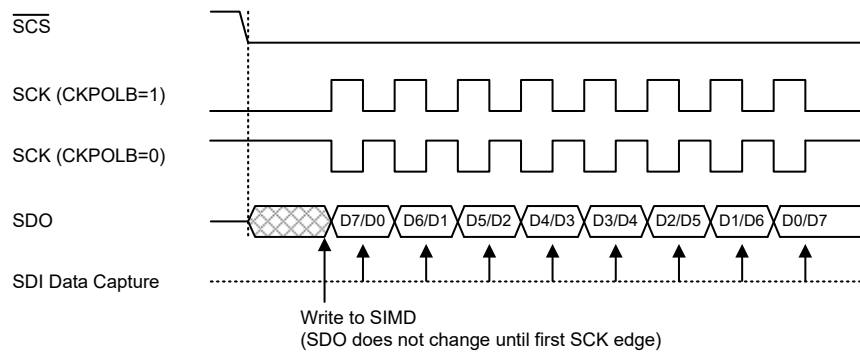 SCS
SCK (CKPOLB=1)
SCK (CKPOLB=0)
SDO
D7/D0 D6/D1 D5/D2 D4/D3 D3/D4 D2/D5 D1/D6 D0/D7
SDI Data Capture
Write to SIMD
(SDO does not change until first SCK edge)